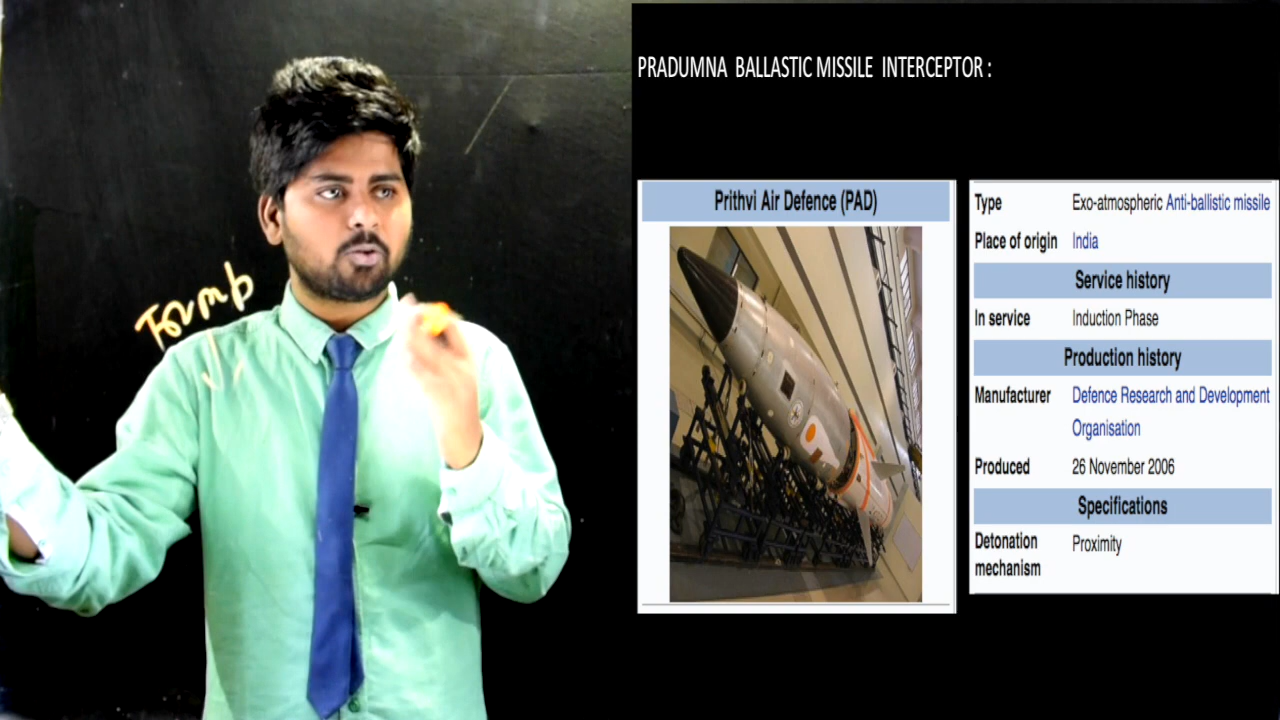 PRADUMNA BALLASTIC MISSILE INTERCEPTOR :
Prithvi Air Defence (PAD)
Type Exo-atmospheric Anti-ballistic missile
Place of origin India
Service history
In service Induction Phase
Production history
Manufacturer Defence Research and Development
Organisation
Produced 26 November 2006
Specifications
Detonation Proximity
mechanism